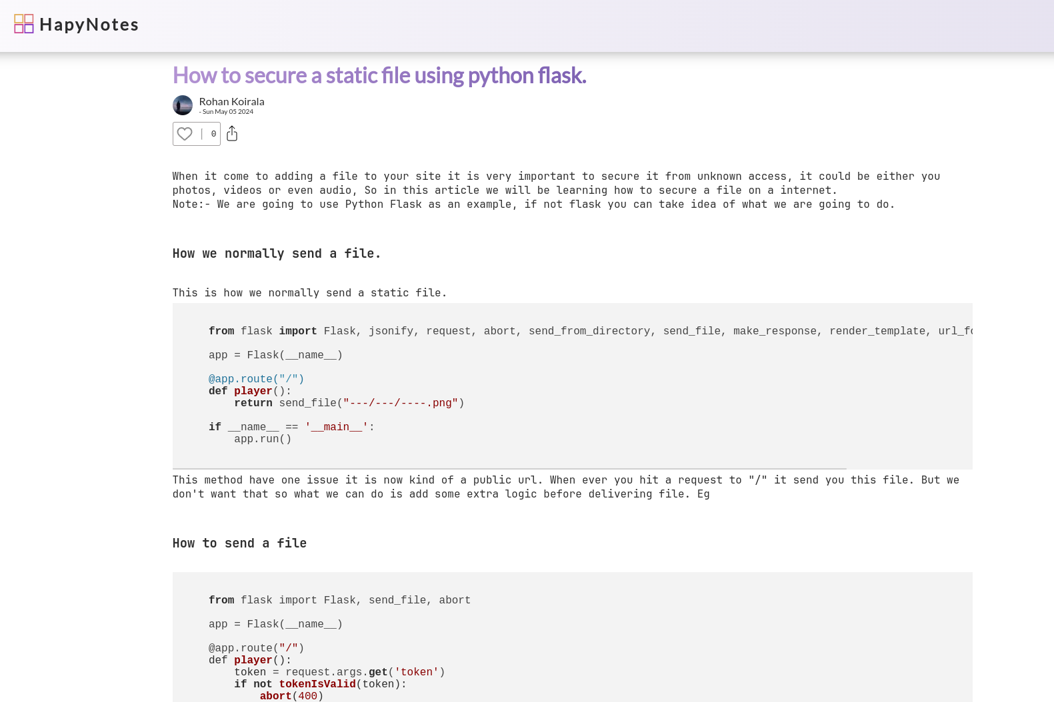 HapyNotes
How to secure a static file using python flask.
Rohan Koirala
- Sun May 05 2024
| 0
When it come to adding a file to your site it is very important to secure it from unknown access, it could be either you
photos, videos or even audio, So in this article we will be learning how to secure a file on a internet.
Note:- We are going to use Python Flask as an example, if not flask you can take idea of what we are going to do.
How we normally send a file.
This is how we normally send a static file.
from flask import Flask, jsonify, request, abort, send_from_directory, send_file, make_response, render_template,
app = Flask(__name__)
@app.route("/")
def player():
    return send_file("---/---/----.png")
if __name__ == '__main__':
    app.run()
This method have one issue it is now kind of a public url. When ever you hit a request to "/" it send you this file. But we
don't want that so what we can do is add some extra logic before delivering file. Eg
How to send a file
from flask import Flask, send_file, abort
app = Flask(__name__)
@app.route("/")
def player():
    token = request.args.get('token')
    if not tokenIsValid(token):
        abort(400)